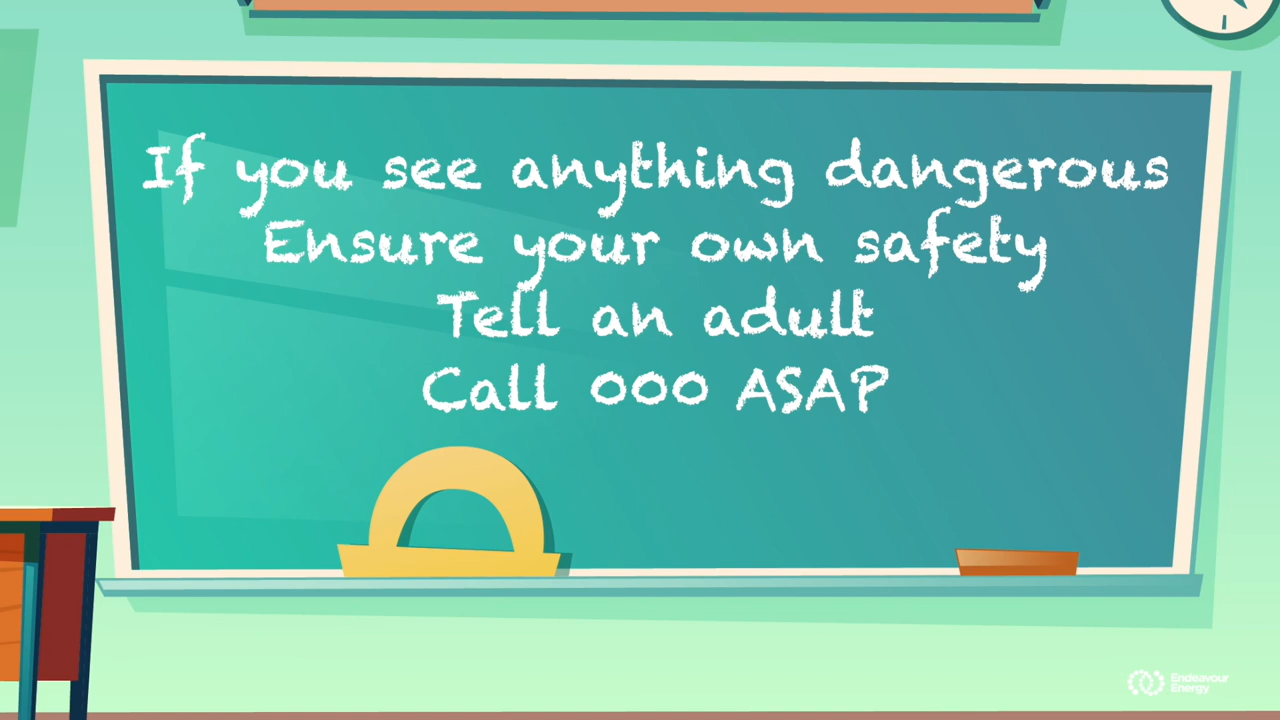 If you see anything dangerous
Ensure your own safety
Tell an adult
Call 000 ASAP
Endeavour
Energy